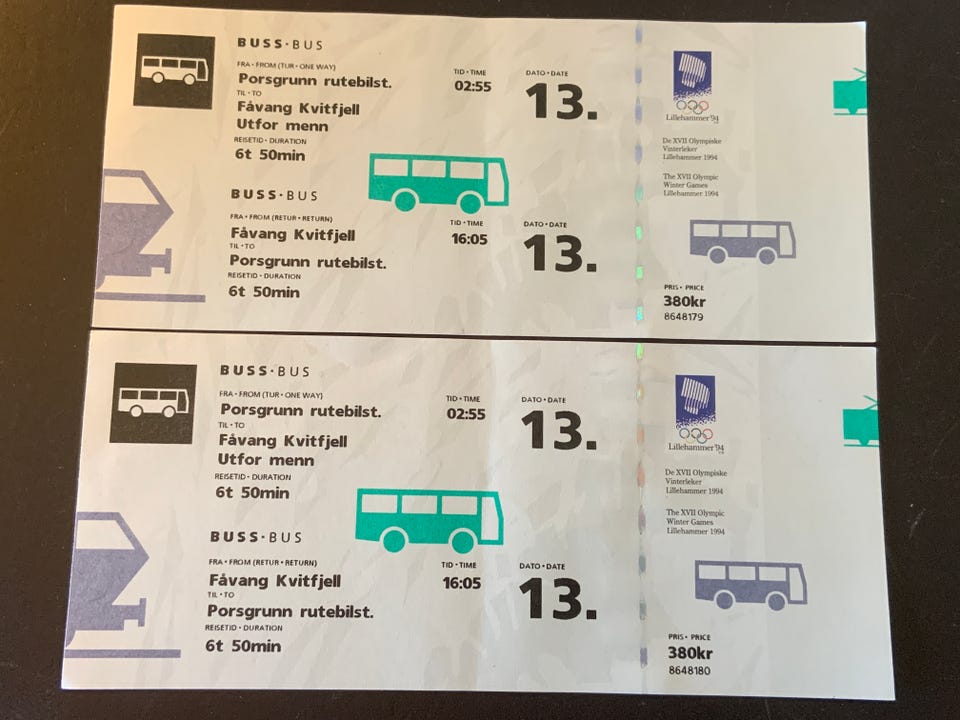 BUSS·BUS
FRA·FROM (TUR·ONE WAY)
Porsgrunn rutebilst.
TID·TIME
02:55
DATO·DATE
13.
TIL·TO
Fåvang Kvitfjell
Utfor menn
REISETID·DURATION
6t 50min
BUSS·BUS
FRA·FROM (RETUR·RETURN)
Fåvang Kvitfjell
TID·TIME
16:05
DATO·DATE
13.
TIL·TO
Porsgrunn rutebilst.
REISETID·DURATION
6t 50min
Lillehammer '94
De XVII Olympiske
Vinterleker
Lillehammer 1994
The XVII Olympic
Winter Games
Lillehammer 1994
PRIS·PRICE
380kr
8648179
BUSS·BUS
FRA·FROM (TUR·ONE WAY)
Porsgrunn rutebilst.
TID·TIME
02:55
DATO·DATE
13.
TIL·TO
Fåvang Kvitfjell
Utfor menn
REISETID·DURATION
6t 50min
BUSS·BUS
FRA·FROM (RETUR·RETURN)
Fåvang Kvitfjell
TID·TIME
16:05
DATO·DATE
13.
TIL·TO
Porsgrunn rutebilst.
REISETID·DURATION
6t 50min
Lillehammer '94
De XVII Olympiske
Vinterleker
Lillehammer 1994
The XVII Olympic
Winter Games
Lillehammer 1994
PRIS·PRICE
380kr
8648180